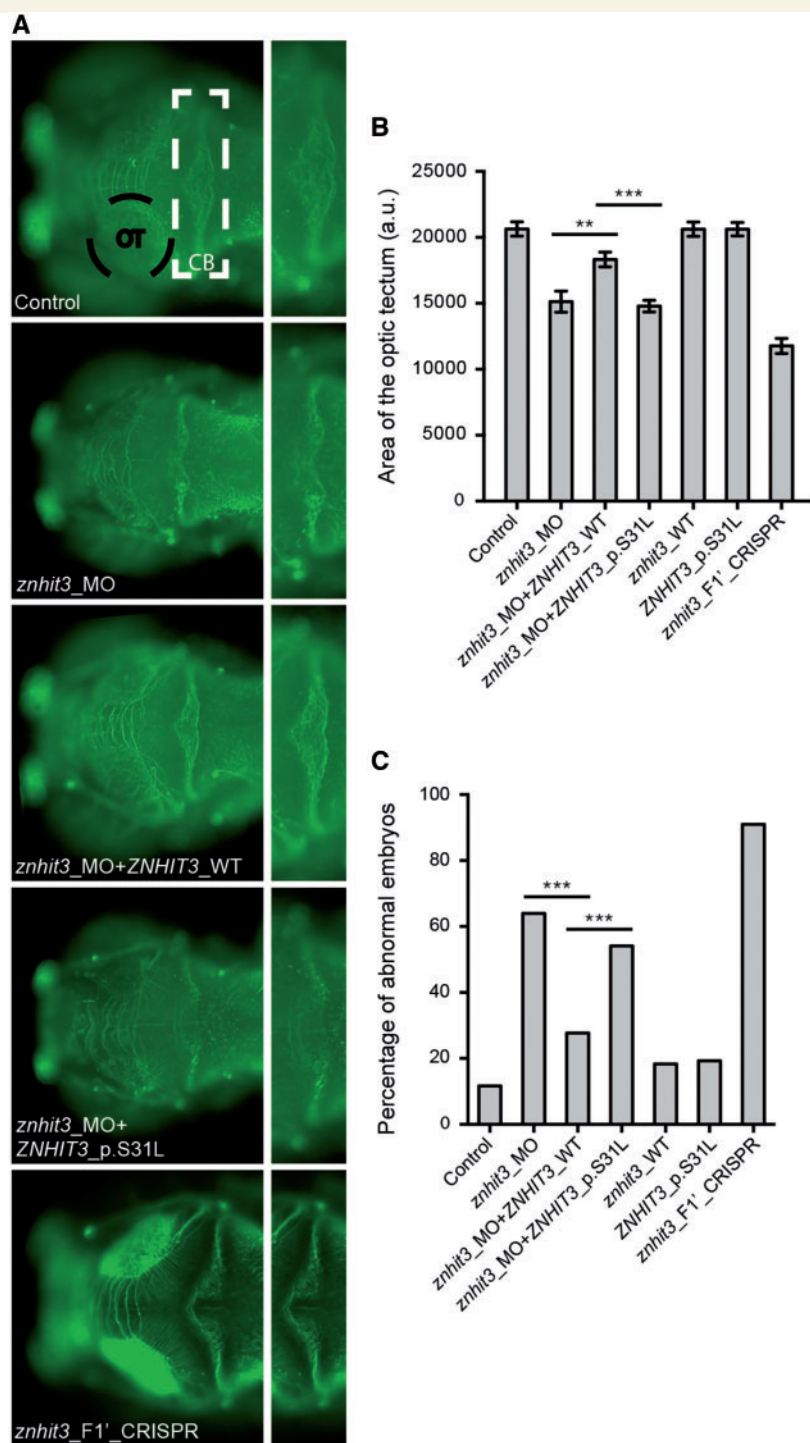 A
OT
CB
Control
znhit3_MO
znhit3_MO+ZNHIT3_WT
znhit3_MO+
ZNHIT3_p.S31L
znhit3_F1’_CRISPR
B
Area of the optic tectum (a.u.)
25000
20000
15000
10000
5000
0
**
***
Control
znhit3_MO
znhit3_MO+ZNHIT3_WT
znhit3_MO+ZNHIT3_p.S31L
znhit3_WT
ZNHIT3_p.S31L
znhit3_F1’_CRISPR
C
Percentage of abnormal embryos
100
80
60
40
20
0
***
***
Control
znhit3_MO
znhit3_MO+ZNHIT3_WT
znhit3_MO+ZNHIT3_p.S31L
znhit3_WT
ZNHIT3_p.S31L
znhit3_F1’_CRISPR